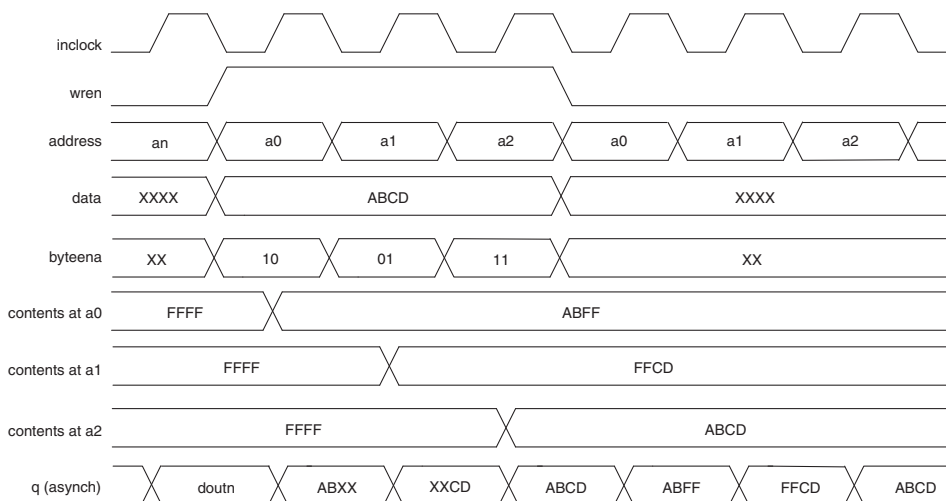 inclock
wren
address an a0 a1 a2 a0 a1 a2
data XXXX ABCD XXXX
byteena XX 10 01 11 XX
contents at a0 FFFF ABFF
contents at a1 FFFF FFCD
contents at a2 FFFF ABCD
q (asynch) doutn ABXX XXCD ABCD ABFF FFCD ABCD